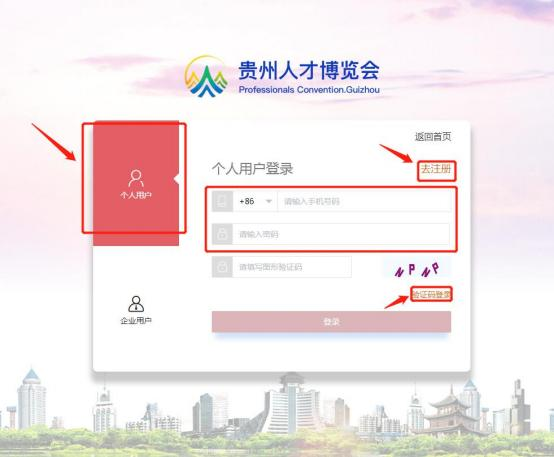 贵州人才博览会
Professionals Convention.Guizhou
返回首页
个人用户登录
去注册
个人用户
+86
请输入手机号码
请输入密码
请填写图形验证码
NPNP
验证码登录
企业用户
登录